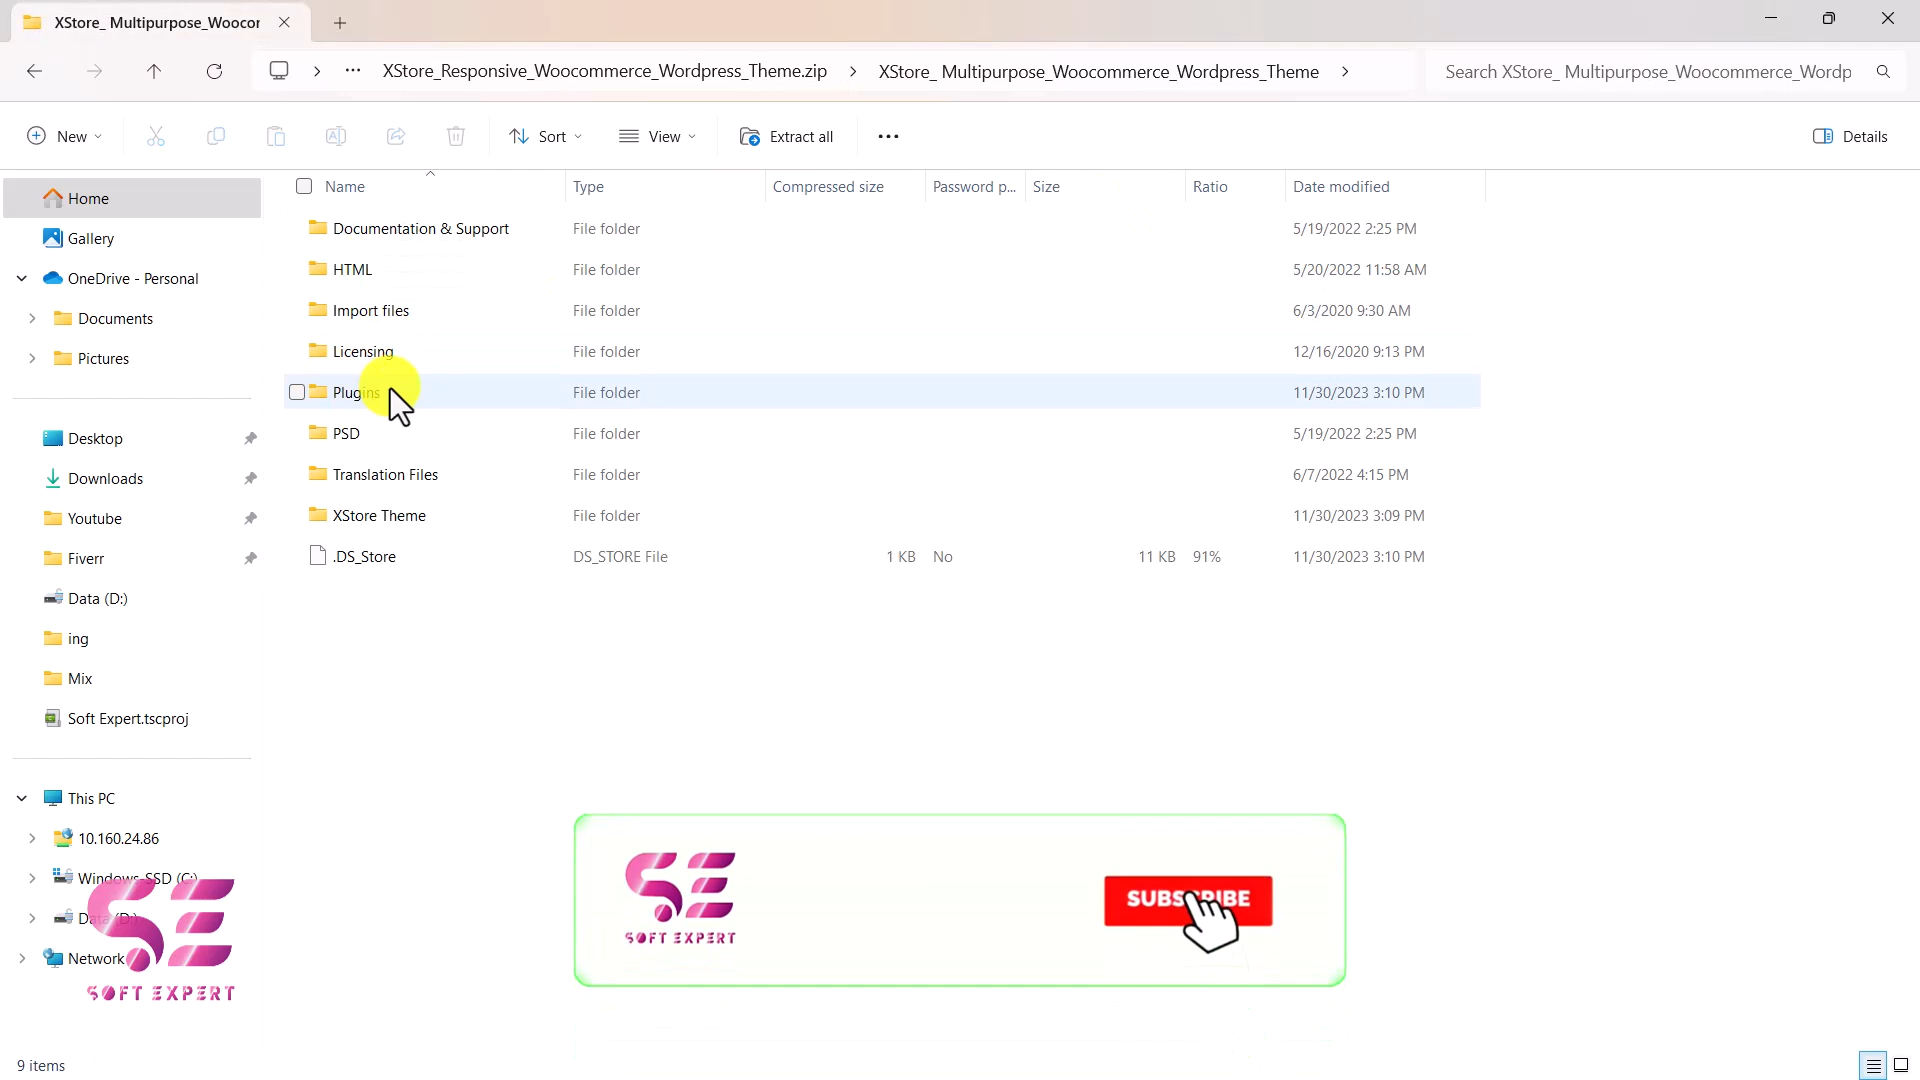 XStore_ Multipurpose_Woocor
XStore_Responsive_Woocommerce_Wordpress_Theme.zip
XStore_ Multipurpose_Woocommerce_Wordpress_Theme
Search XStore_ Multipurpose_Woocommerce_Wordp
New
Sort
View
Extract all
Details
Name Type Compressed size Password p... Size Ratio Date modified
Documentation & Support File folder 5/19/2022 2:25 PM
HTML File folder 5/20/2022 11:58 AM
Import files File folder 6/3/2020 9:30 AM
Licensing File folder 12/16/2020 9:13 PM
Plugins File folder 11/30/2023 3:10 PM
PSD File folder 5/19/2022 2:25 PM
Translation Files File folder 6/7/2022 4:15 PM
XStore Theme File folder 11/30/2023 3:09 PM
.DS_Store DS_STORE File 1 KB No 11 KB 91% 11/30/2023 3:10 PM
Home
Gallery
OneDrive - Personal
Documents
Pictures
Desktop
Downloads
Youtube
Fiverr
Data (D:)
ing
Mix
Soft Expert.tscproj
This PC
10.160.24.86
Windows-SSD (C:)
Data (D:)
Network
SE
SOFT EXPERT
SE
SOFT EXPERT
SUBSCRIBE
9 items